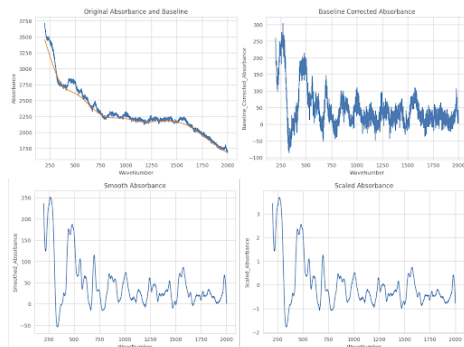 Original Absorbance and Baseline
3750
3500
3250
3000
2750
2500
2250
2000
1750
Absorbance
250 500 750 1000 1250 1500 1750 2000
WaveNumber
Baseline Corrected Absorbance
300
250
200
150
100
50
0
−50
−100
Baseline_Corrected_Absorbance
250 500 750 1000 1250 1500 1750 2000
WaveNumber
Smooth Absorbance
250
200
150
100
50
0
−50
Smoothed_Absorbance
250 500 750 1000 1250 1500 1750 2000
WaveNumber
Scaled Absorbance
3
2
1
0
−1
−2
Scaled_Absorbance
250 500 750 1000 1250 1500 1750 2000
WaveNumber